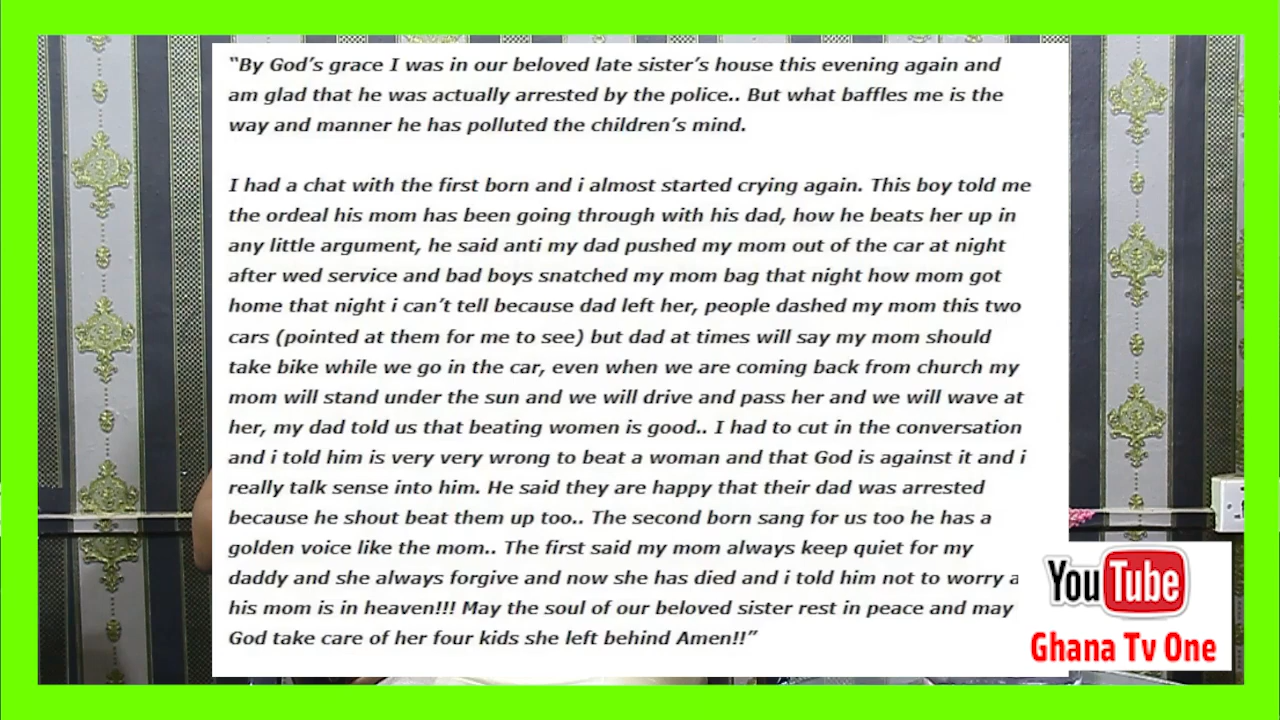 “By God’s grace I was in our beloved late sister’s house this evening again and
am glad that he was actually arrested by the police.. But what baffles me is the
way and manner he has polluted the children’s mind.
I had a chat with the first born and i almost started crying again. This boy told me
the ordeal his mom has been going through with his dad, how he beats her up in
any little argument, he said anti my dad pushed my mom out of the car at night
after wed service and bad boys snatched my mom bag that night how mom got
home that night i can’t tell because dad left her, people dashed my mom this two
cars (pointed at them for me to see) but dad at times will say my mom should
take bike while we go in the car, even when we are coming back from church my
mom will stand under the sun and we will drive and pass her and we will wave at
her, my dad told us that beating women is good.. I had to cut in the conversation
and i told him is very very wrong to beat a woman and that God is against it and i
really talk sense into him. He said they are happy that their dad was arrested
because he shout beat them up too.. The second born sang for us too he has a
golden voice like the mom.. The first said my mom always keep quiet for my
daddy and she always forgive and now she has died and i told him not to worry a
his mom is in heaven!!! May the soul of our beloved sister rest in peace and may
God take care of her four kids she left behind Amen!!”
YouTube
Ghana Tv One